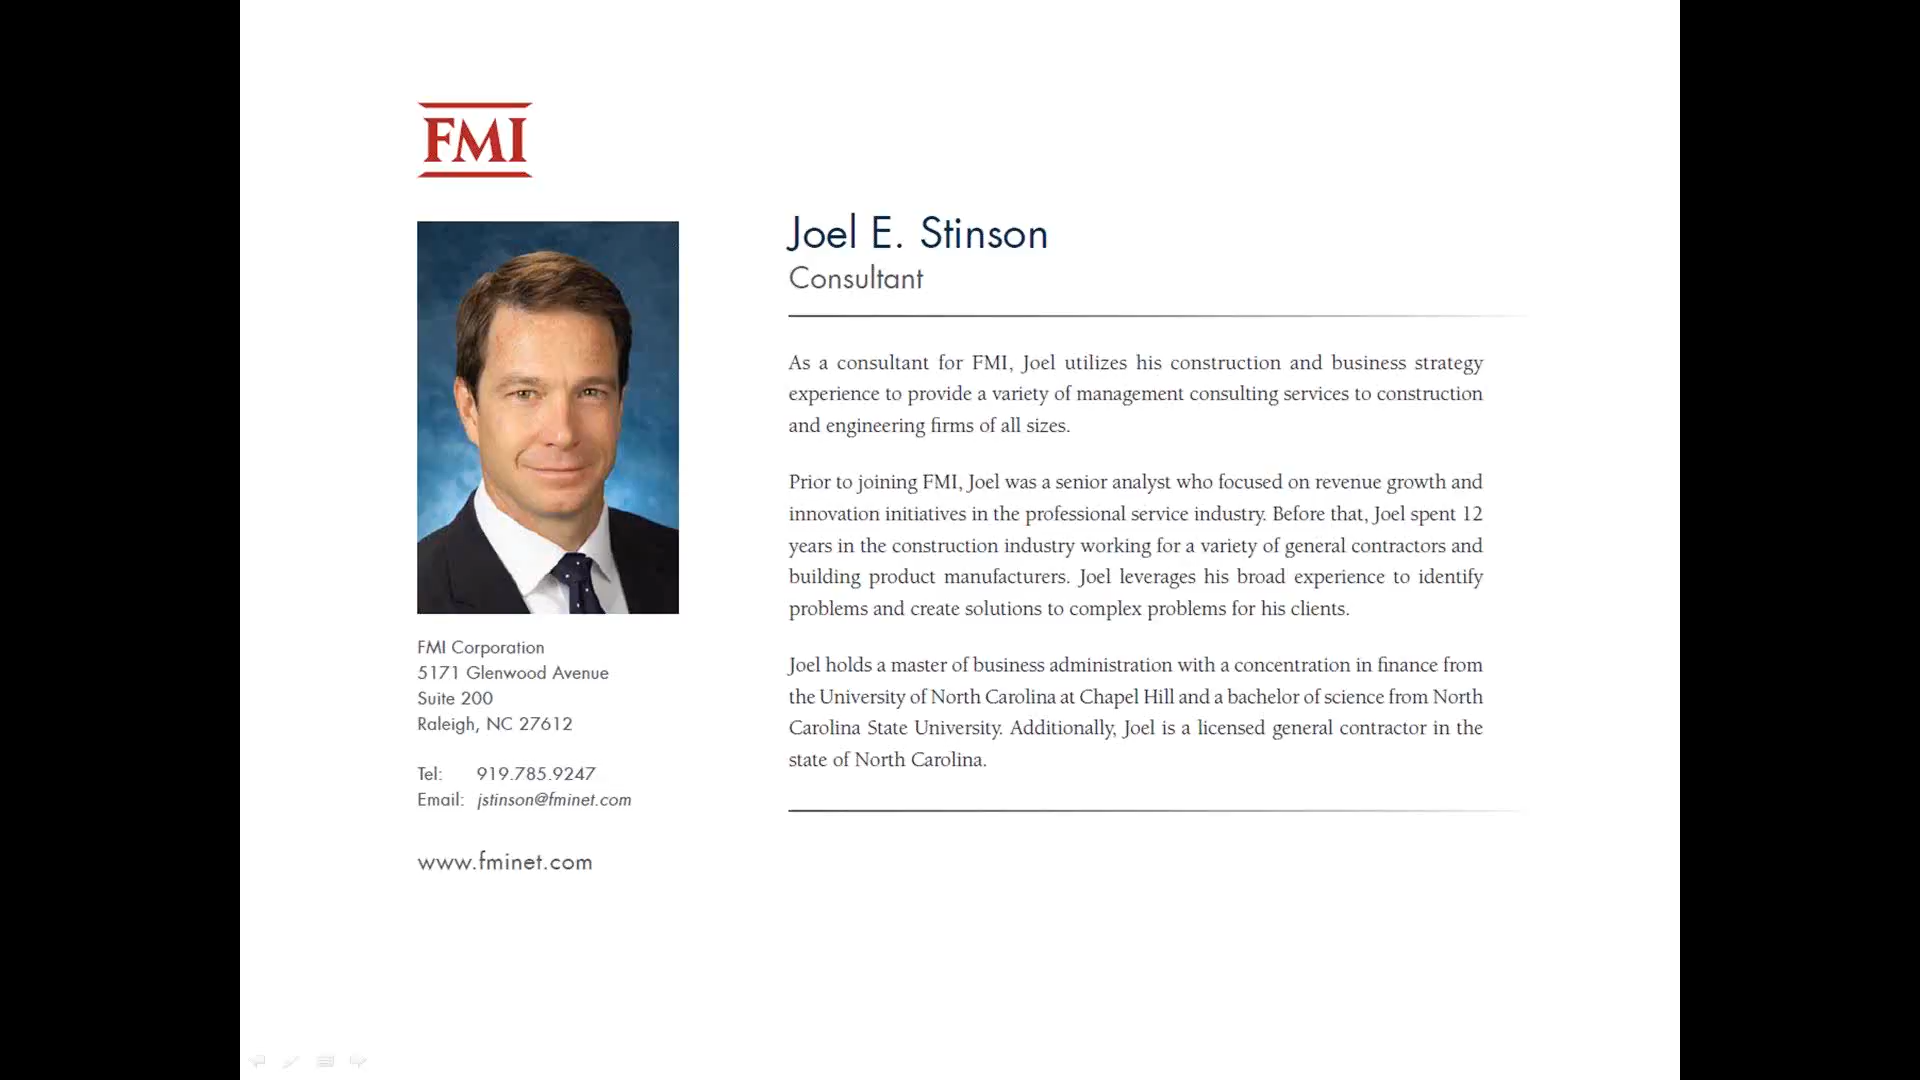 FMI
Joel E. Stinson
Consultant
As a consultant for FMI, Joel utilizes his construction and business strategy
experience to provide a variety of management consulting services to construction
and engineering firms of all sizes.
Prior to joining FMI, Joel was a senior analyst who focused on revenue growth and
innovation initiatives in the professional service industry. Before that, Joel spent 12
years in the construction industry working for a variety of general contractors and
building product manufacturers. Joel leverages his broad experience to identify
problems and create solutions to complex problems for his clients.
Joel holds a master of business administration with a concentration in finance from
the University of North Carolina at Chapel Hill and a bachelor of science from North
Carolina State University. Additionally, Joel is a licensed general contractor in the
state of North Carolina.
FMI Corporation
5171 Glenwood Avenue
Suite 200
Raleigh, NC 27612
Tel: 919.785.9247
Email: jstinson@fminet.com
www.fminet.com